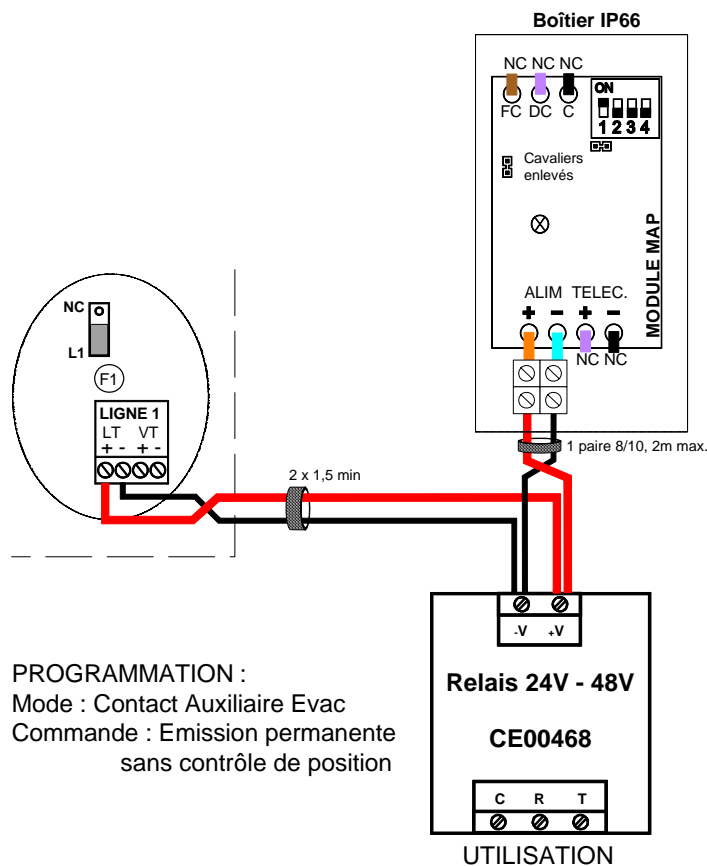 Boîtier IP66
NC NC NC
FC DC C
ON
1 2 3 4
Cavaliers
enlevés
MODULE MAP
ALIM TELEC.
+ - + -
NC NC
NC
L1
F1
LIGNE 1
LT VT
+ - + -
1 paire 8/10, 2m max.
2 x 1,5 min
-V +V
Relais 24V - 48V
CE00468
C R T
UTILISATION
PROGRAMMATION :
Mode : Contact Auxiliaire Evac
Commande : Emission permanente
sans contrôle de position